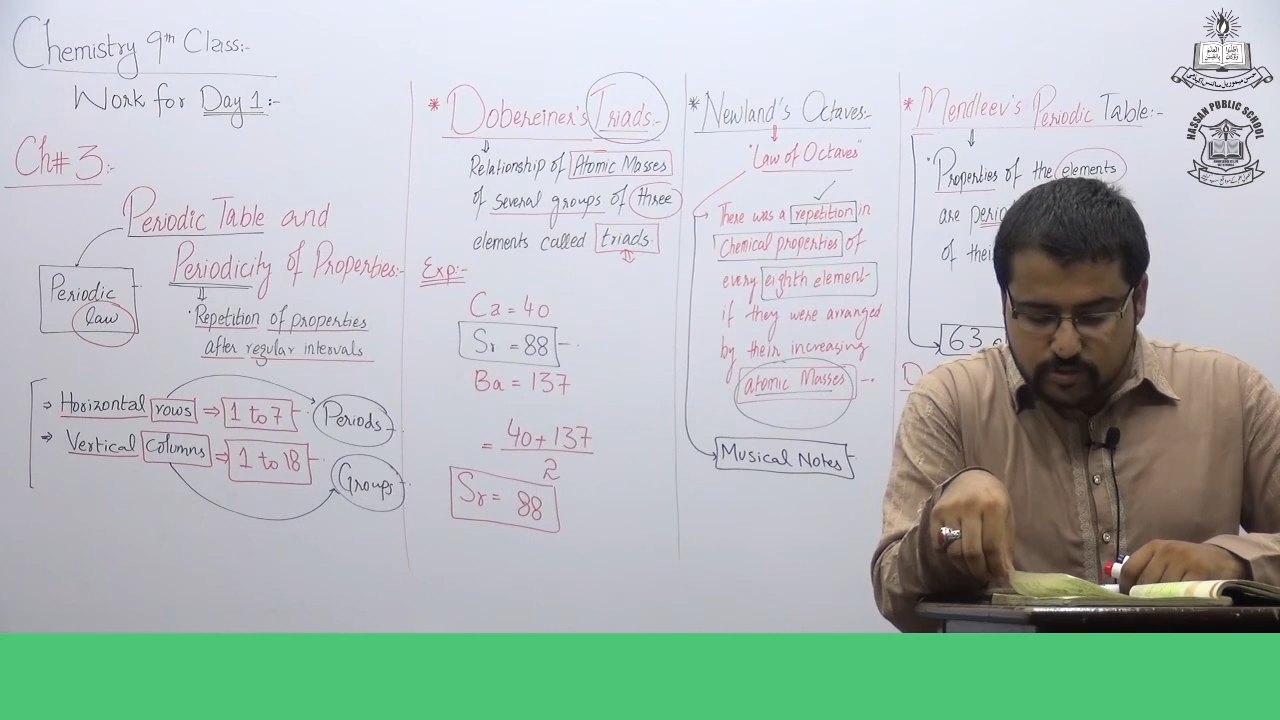 Chemistry 9th Class:-
Work for Day 1:-
Ch# 3:-
Periodic Table and
Periodicity of Properties:-
Periodic
law
• Repetition of properties
after regular intervals
⇒ Horizontal rows ⇒ 1 to 7 Periods
⇒ Vertical columns ⇒ 1 to 18 Groups
* Dobereiner's Triads:-
Relationship of Atomic Masses
of several groups of three
elements called triads.
Exp:-
Ca = 40
Sr = 88
Ba = 137
= 40 + 137
2
Sr = 88
* Newland's Octaves:-
"Law of Octaves"
There was a repetition in
Chemical properties of
every eighth element
if they were arranged
by their increasing
atomic Masses
Musical Notes
* Mendleev's Periodic Table:-
• Properties of the elements
are
of
63
HASSAN PUBLIC SCHOOL